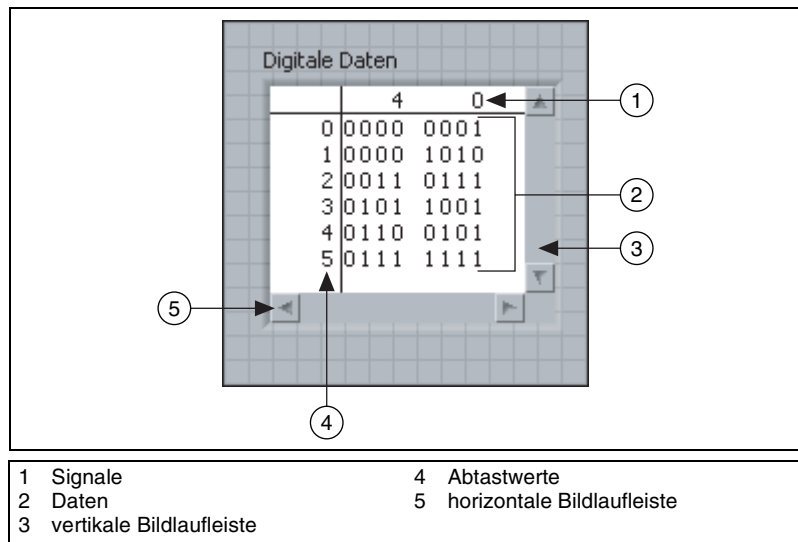 Digitale Daten
4 0
0 0000 0001
1 0000 1010
2 0011 0111
3 0101 1001
4 0110 0101
5 0111 1111
1
2
3
5
4
1 Signale
2 Daten
3 vertikale Bildlaufleiste
4 Abtastwerte
5 horizontale Bildlaufleiste